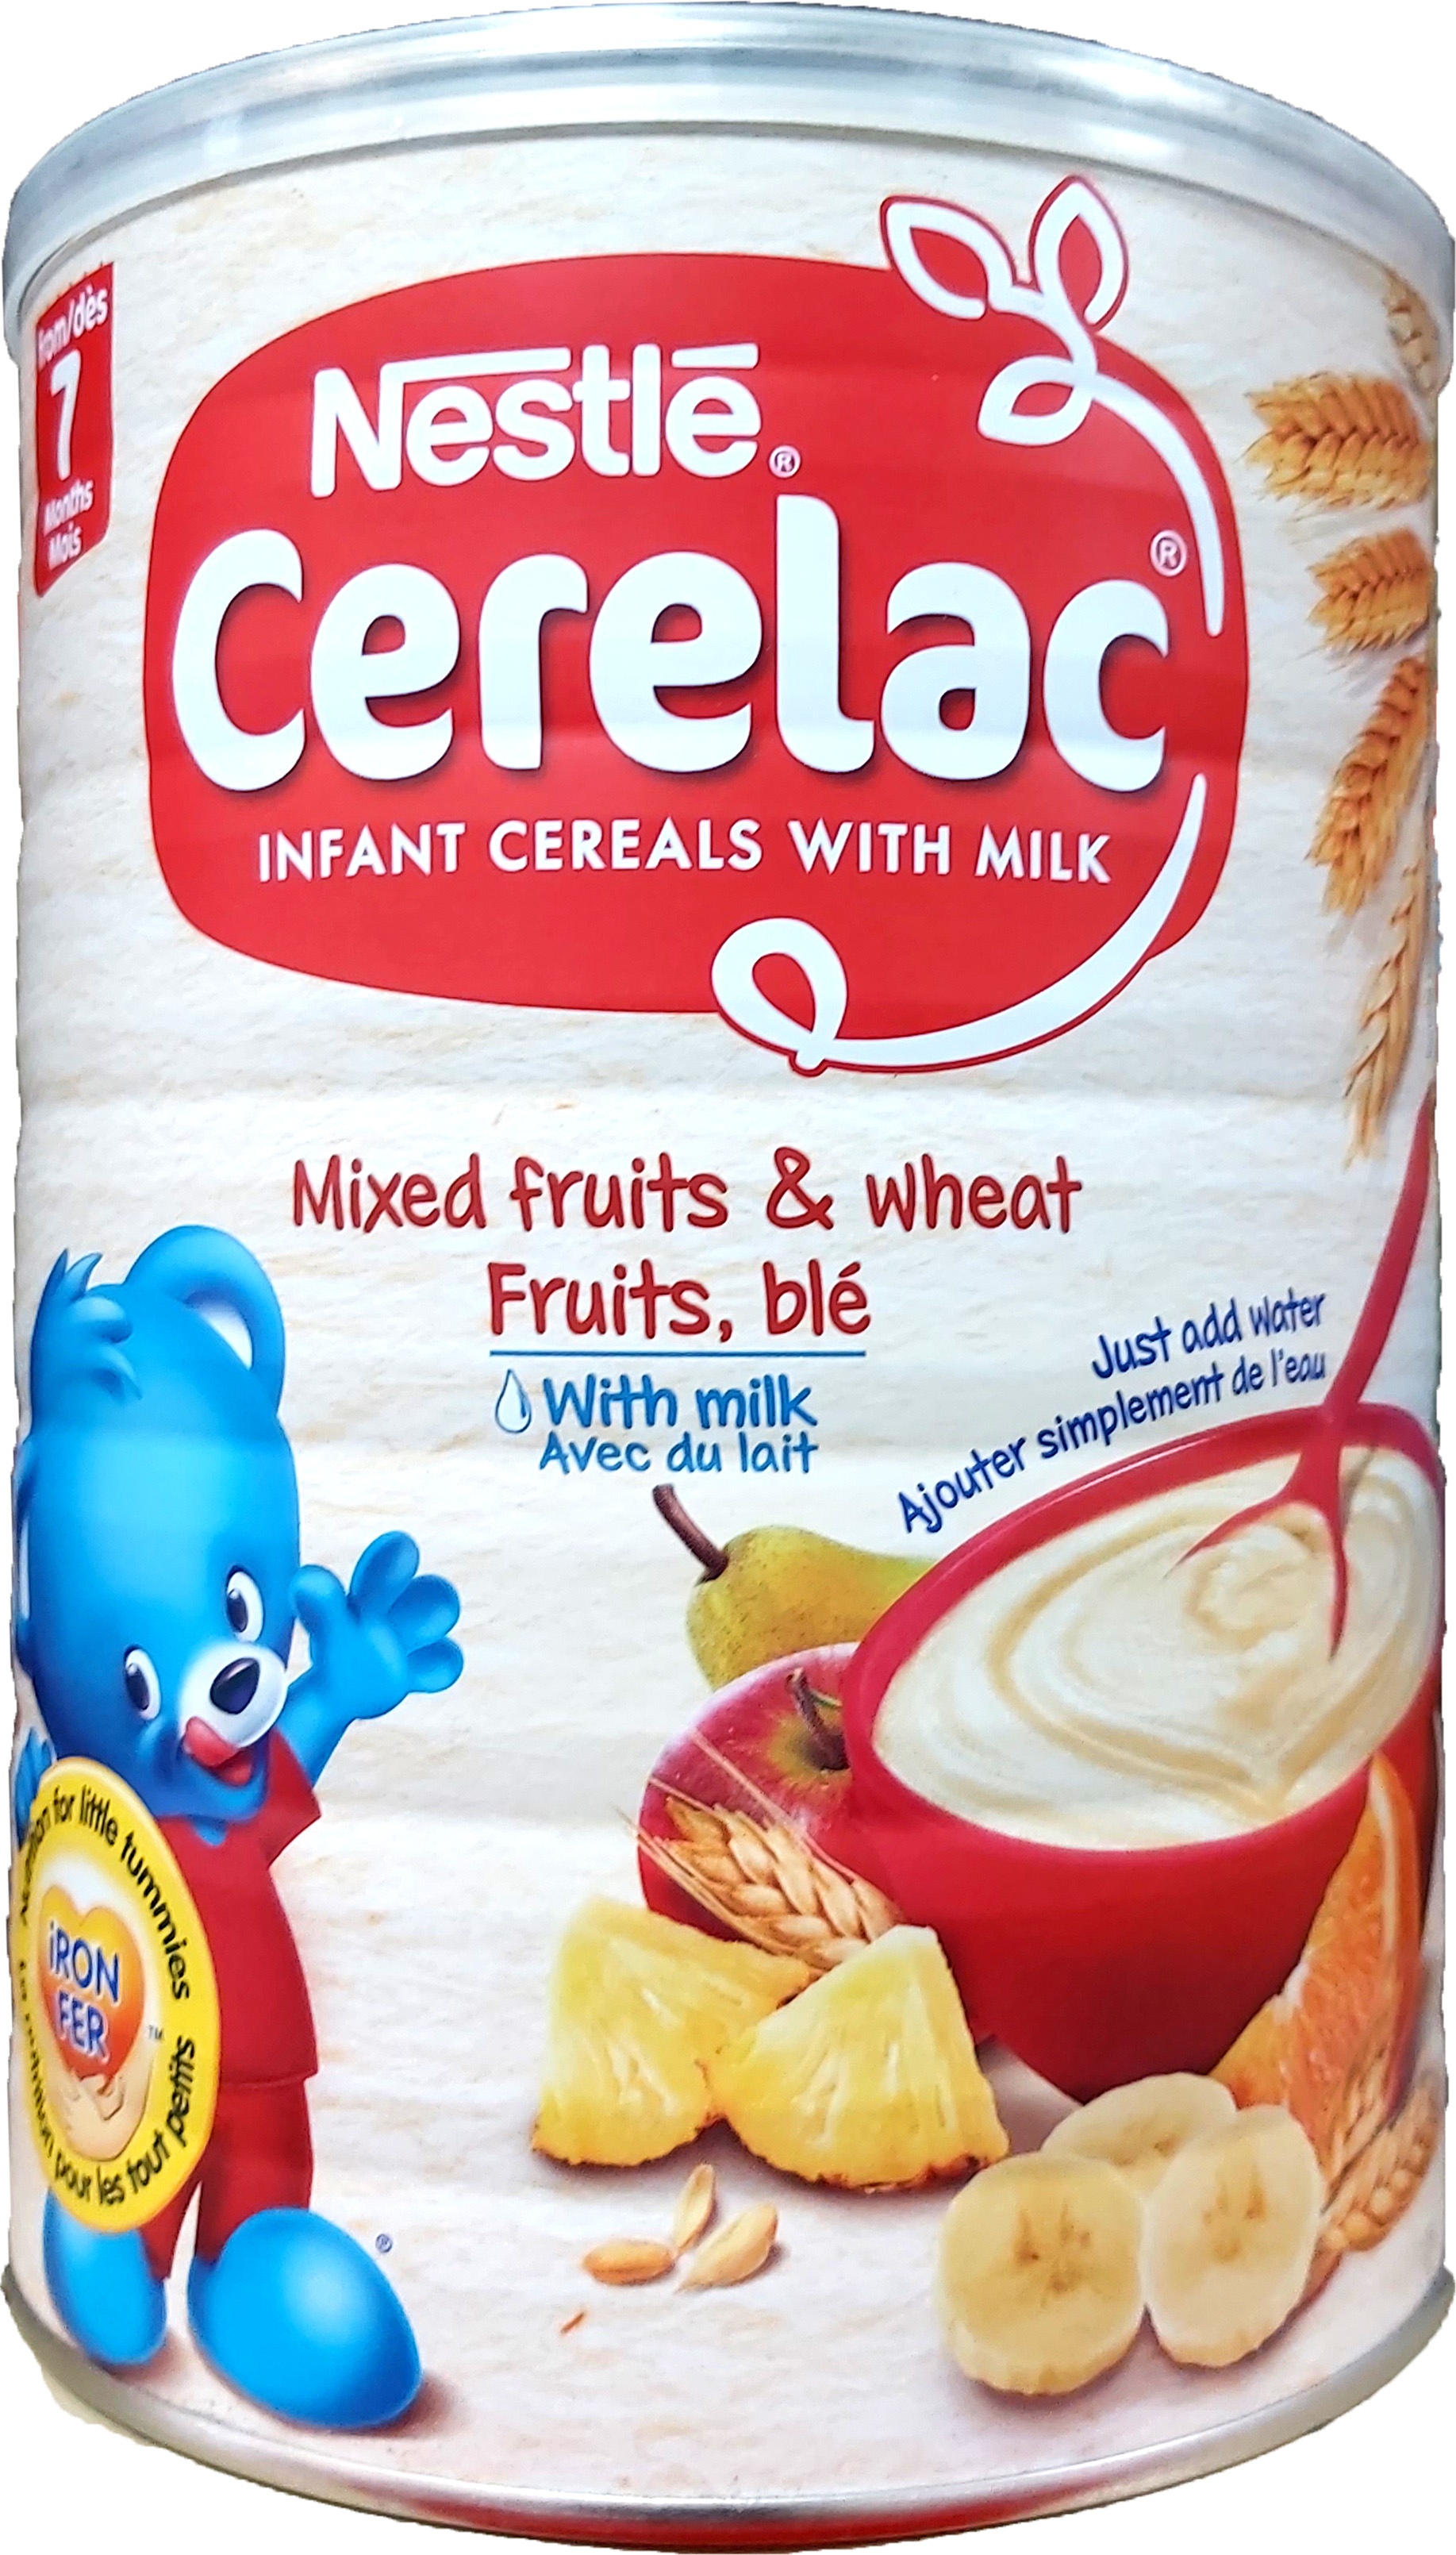 from/dès
7
Months
Mois
Nestlé®
Cerelac®
INFANT CEREALS WITH MILK
Mixed fruits & wheat
Fruits, blé
With milk
Avec du lait
Just add water
Ajouter simplement de l'eau
for little tummies
iRON
FER
™
pour les tout petits
®